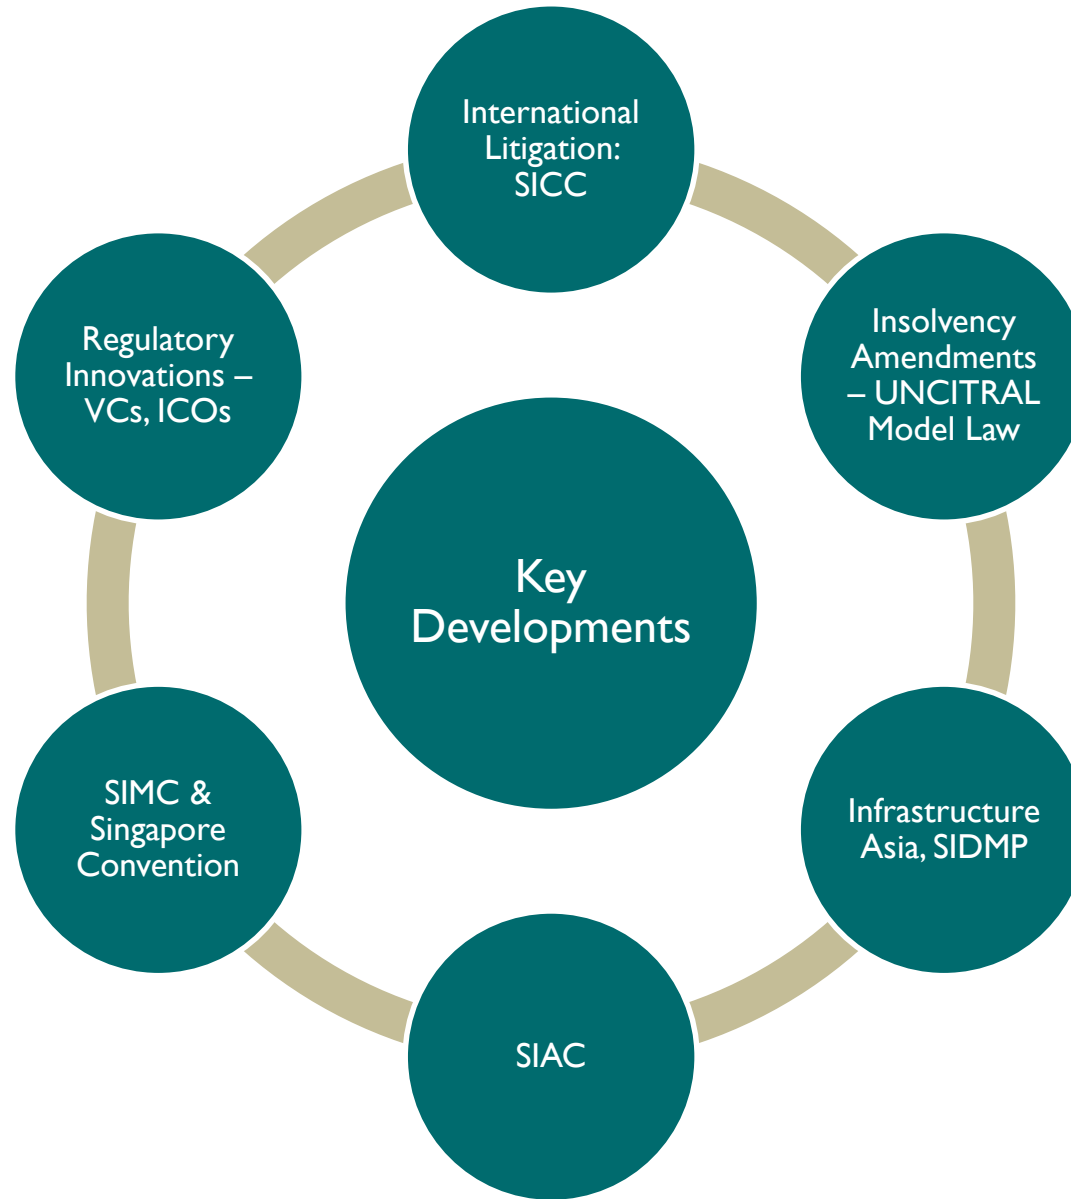 International
Litigation:
SICC
Insolvency
Amendments
– UNCITRAL
Model Law
Infrastructure
Asia, SIDMP
SIAC
SIMC &
Singapore
Convention
Regulatory
Innovations –
VCs, ICOs
Key
Developments